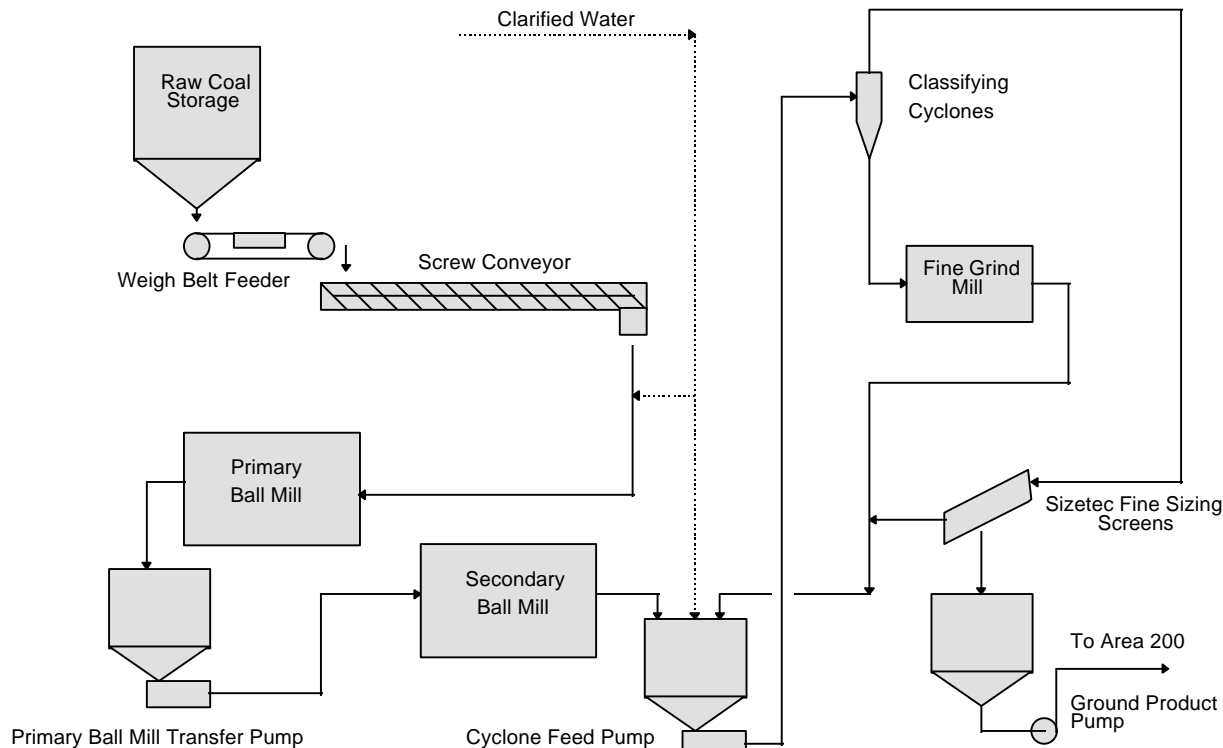 Clarified Water
Raw Coal
Storage
Classifying
Cyclones
Weigh Belt Feeder
Screw Conveyor
Fine Grind
Mill
Primary
Ball Mill
Sizetec Fine Sizing
Screens
Secondary
Ball Mill
To Area 200
Ground Product
Pump
Primary Ball Mill Transfer Pump
Cyclone Feed Pump